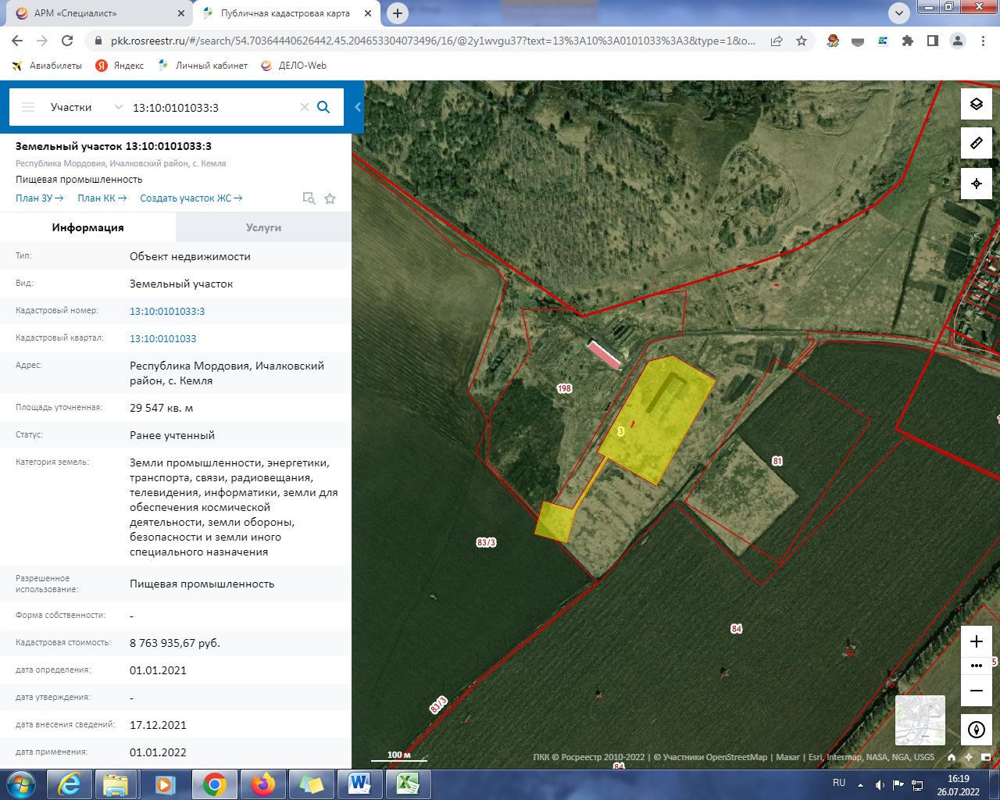 АРМ «Специалист»
Публичная кадастровая карта
pkk.rosreestr.ru/#/search/54.70364440626442,45.204653304073496/16/@2y1wvgu37?text=13%3A10%3A0101033%3A3&type=1&o...
Авиабилеты
Яндекс
Личный кабинет
ДЕЛО-Web
Участки
13:10:0101033:3
Земельный участок 13:10:0101033:3
Республика Мордовия, Ичалковский район, с. Кемля
Пищевая промышленность
План ЗУ →
План КК →
Создать участок ЖС →
Информация
Услуги
Тип:
Объект недвижимости
Вид:
Земельный участок
Кадастровый номер:
13:10:0101033:3
Кадастровый квартал:
13:10:0101033
Адрес:
Республика Мордовия, Ичалковский
район, с. Кемля
Площадь уточненная:
29 547 кв. м
Статус:
Ранее учтенный
Категория земель:
Земли промышленности, энергетики,
транспорта, связи, радиовещания,
телевидения, информатики, земли для
обеспечения космической
деятельности, земли обороны,
безопасности и земли иного
специального назначения
Разрешенное
использование:
Пищевая промышленность
Форма собственности:
-
Кадастровая стоимость:
8 763 935,67 руб.
дата определения:
01.01.2021
дата утверждения:
-
дата внесения сведений:
17.12.2021
дата применения:
01.01.2022
198
3
81
83/3
84
83/3
84
5
100 м
ПКК © Росреестр 2010-2022 | © Участники OpenStreetMap | Maxar | Esri, Intermap, NASA, NGA, USGS
RU
16:19
26.07.2022